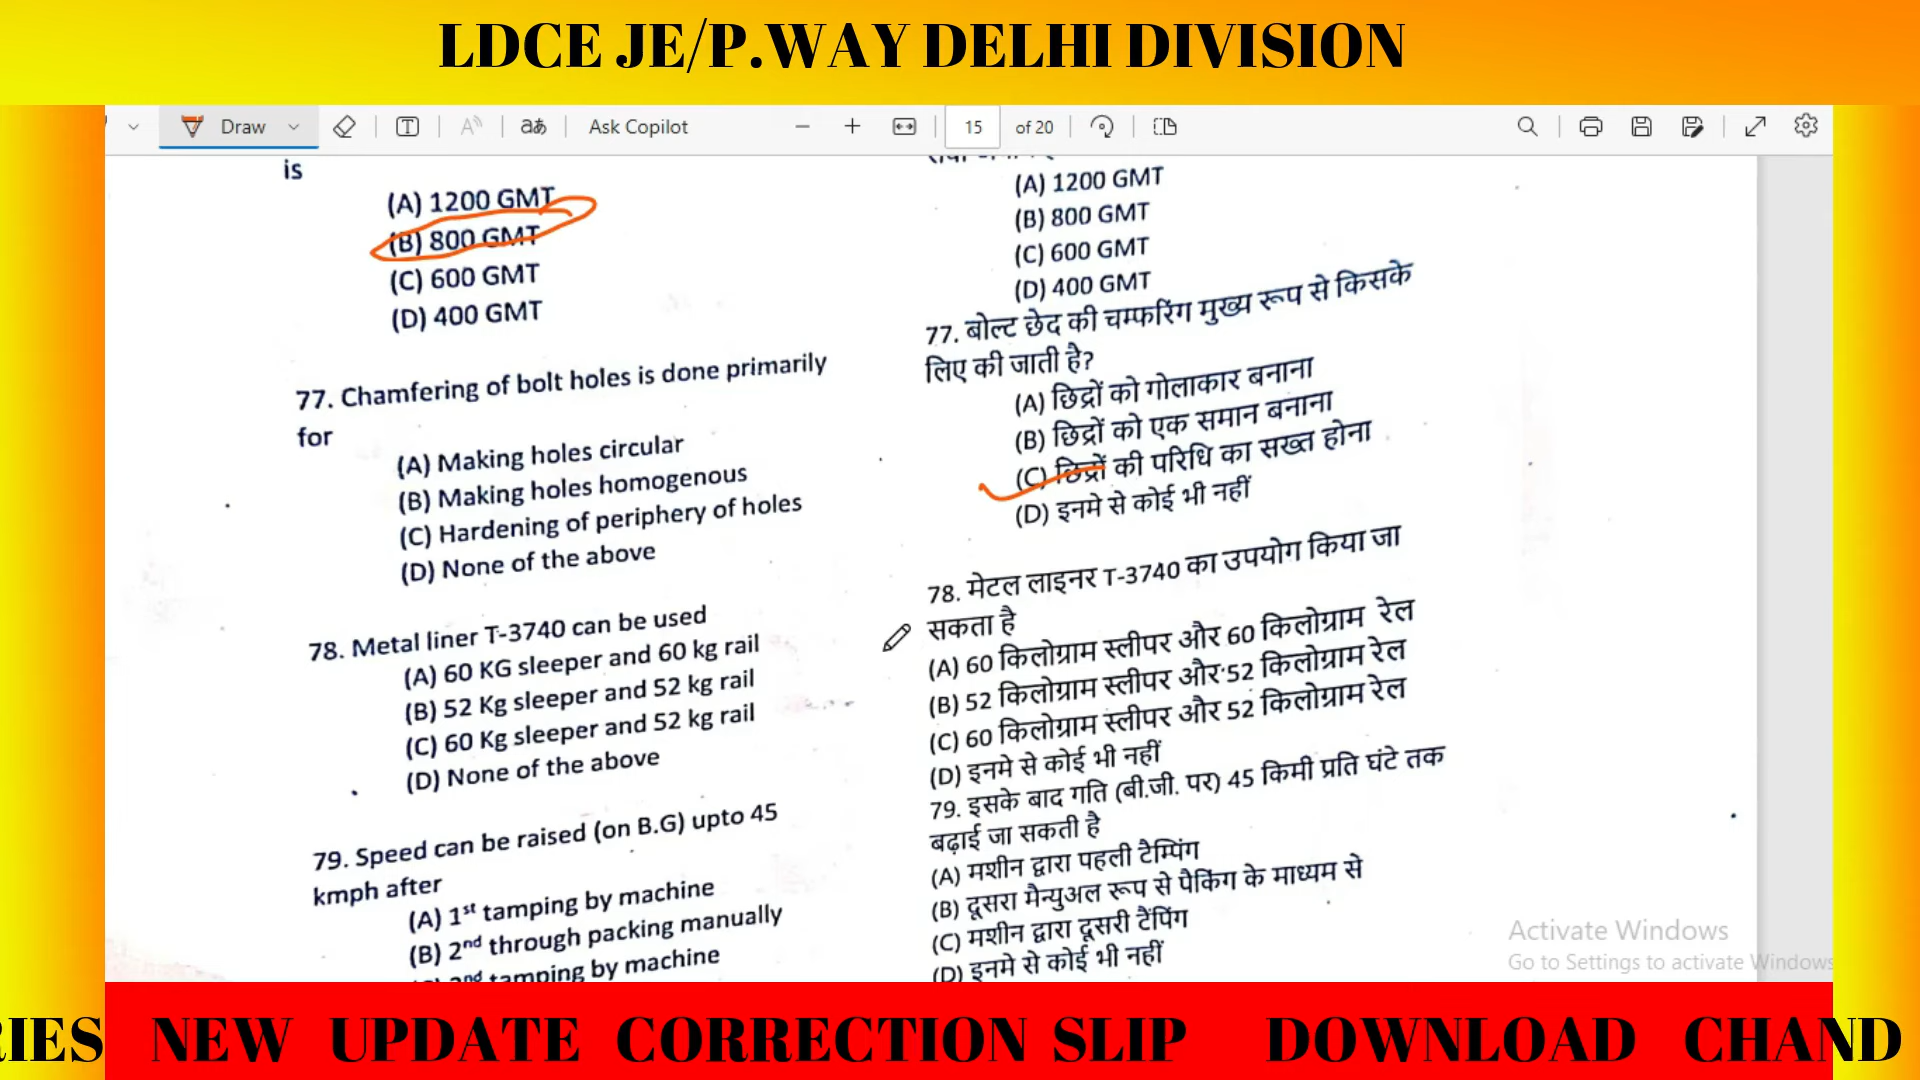 LDCE JE/P.WAY DELHI DIVISION
Draw
Ask Copilot
15 of 20
is
(A) 1200 GMT
(B) 800 GMT
(C) 600 GMT
(D) 400 GMT
77. Chamfering of bolt holes is done primarily
for
(A) Making holes circular
(B) Making holes homogenous
(C) Hardening of periphery of holes
(D) None of the above
78. Metal liner T-3740 can be used
(A) 60 KG sleeper and 60 kg rail
(B) 52 Kg sleeper and 52 kg rail
(C) 60 Kg sleeper and 52 kg rail
(D) None of the above
79. Speed can be raised (on B.G) upto 45
kmph after
(A) 1st tamping by machine
(B) 2nd through packing manually
2nd tamping by machine
(A) 1200 GMT
(B) 800 GMT
(C) 600 GMT
(D) 400 GMT
77. बोल्ट छेद की चम्फरिंग मुख्य रूप से किसके
लिए की जाती है?
(A) छिद्रों को गोलाकार बनाना
(B) छिद्रों को एक समान बनाना
(C) छिद्रों की परिधि का सख्त होना
(D) इनमे से कोई भी नहीं
78. मेटल लाइनर T-3740 का उपयोग किया जा
सकता है
(A) 60 किलोग्राम स्लीपर और 60 किलोग्राम रेल
(B) 52 किलोग्राम स्लीपर और 52 किलोग्राम रेल
(C) 60 किलोग्राम स्लीपर और 52 किलोग्राम रेल
(D) इनमे से कोई भी नहीं
79. इसके बाद गति (बी.जी. पर) 45 किमी प्रति घंटे तक
बढ़ाई जा सकती है
(A) मशीन द्वारा पहली टैम्पिंग
(B) दूसरा मैन्युअल रूप से पैकिंग के माध्यम से
(C) मशीन द्वारा दूसरी टैंपिंग
(D) इनमे से कोई भी नहीं
Activate Windows
Go to Settings to activate Windows
RIES NEW UPDATE CORRECTION SLIP DOWNLOAD CHAND